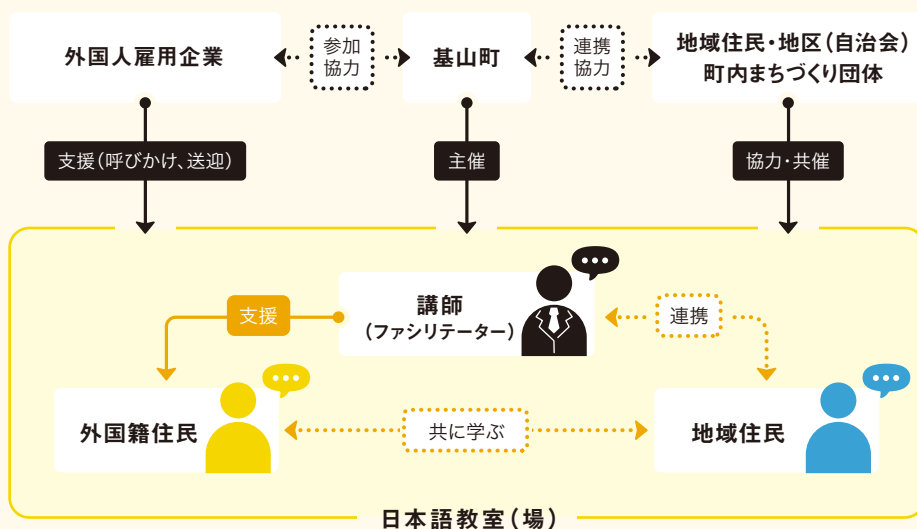 外国人雇用企業
参加
協力
基山町
連携
協力
地域住民・地区(自治会)
町内まちづくり団体
支援(呼びかけ、送迎)
主催
協力・共催
講師
(ファシリテーター)
支援
連携
外国籍住民
共に学ぶ
地域住民
日本語教室(場)